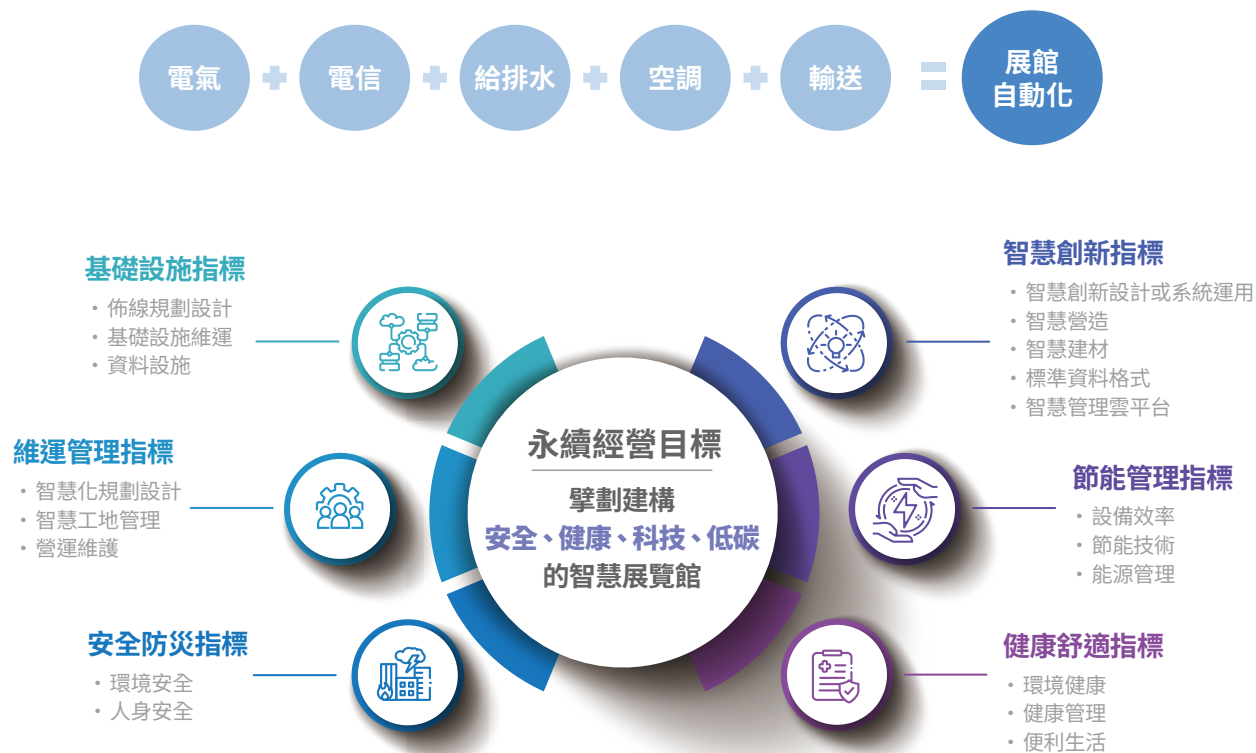 電氣 + 電信 + 給排水 + 空調 + 輸送 = 展館
自動化
基礎設施指標
・佈線規劃設計
・基礎設施維運
・資料設施
維運管理指標
・智慧化規劃設計
・智慧工地管理
・營運維護
安全防災指標
・環境安全
・人身安全
永續經營目標
擘劃建構
安全、健康、科技、低碳
的智慧展覽館
智慧創新指標
・智慧創新設計或系統運用
・智慧營造
・智慧建材
・標準資料格式
・智慧管理雲平台
節能管理指標
・設備效率
・節能技術
・能源管理
健康舒適指標
・環境健康
・健康管理
・便利生活